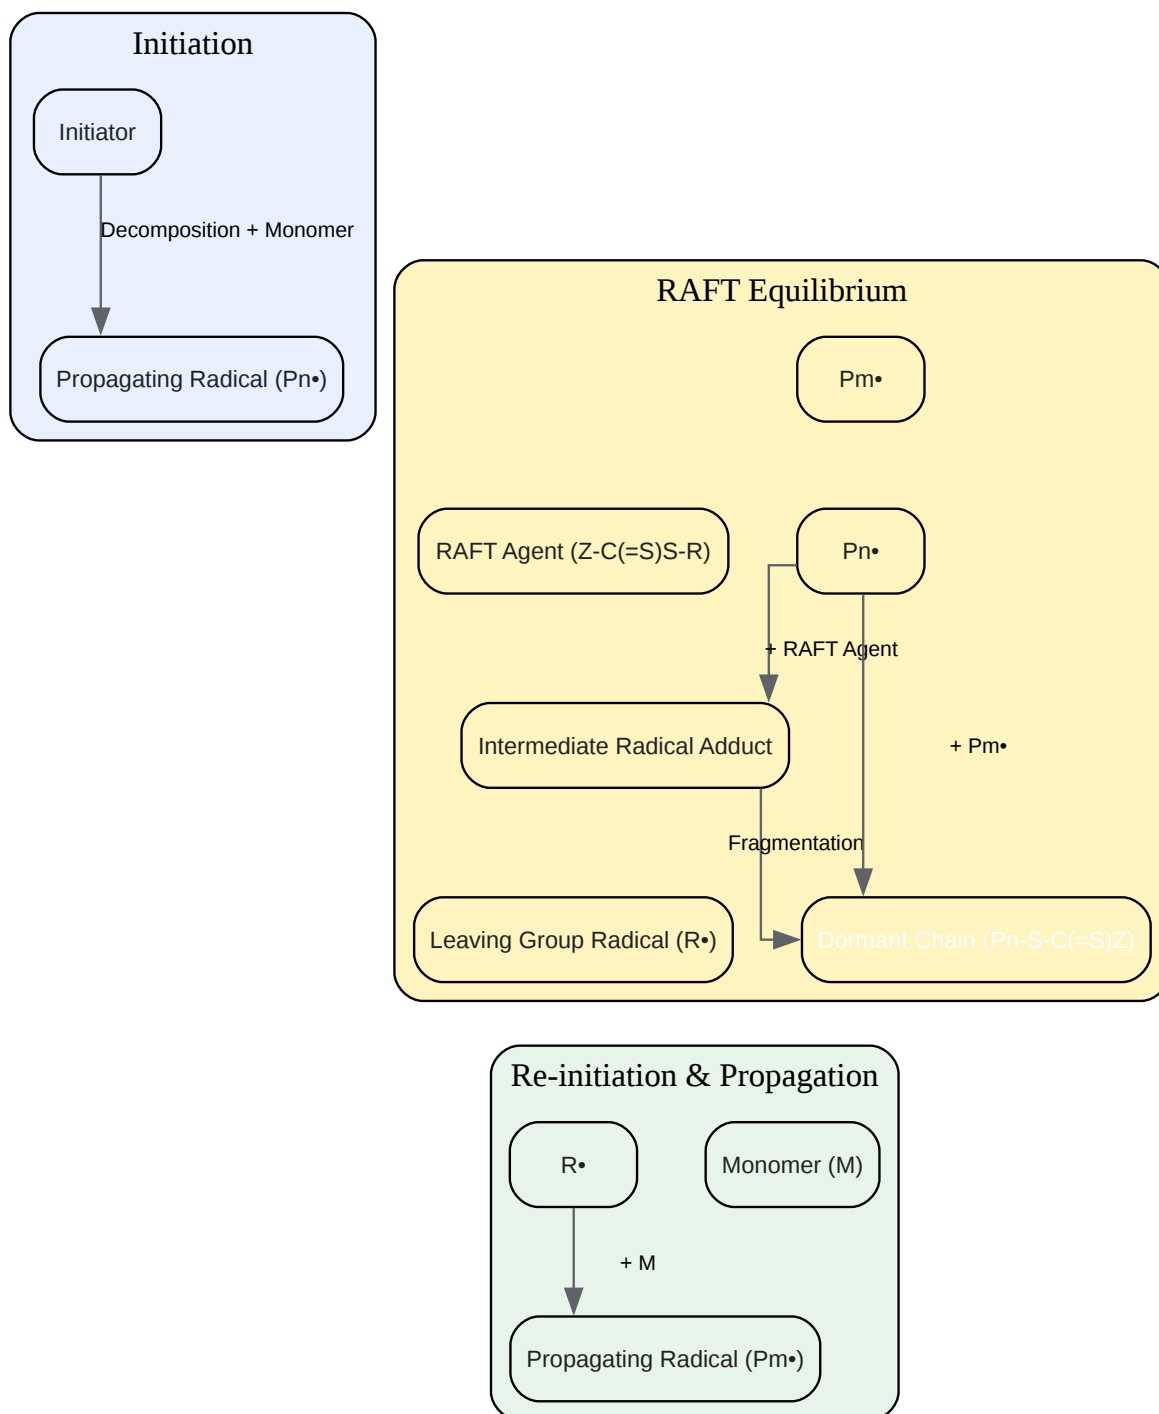 Initiation
Initiator
Decomposition + Monomer
Propagating Radical (Pn•)
RAFT Equilibrium
Pm•
RAFT Agent (Z-C(=S)S-R)
Pn•
+ RAFT Agent
Intermediate Radical Adduct
+ Pm•
Fragmentation
Leaving Group Radical (R•)
Dormant Chain (Pn-S-C(=S)Z)
Re-initiation & Propagation
R•
Monomer (M)
+ M
Propagating Radical (Pm•)